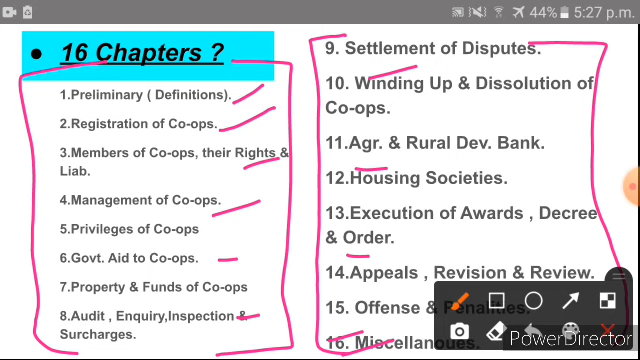 44% 5:27 p.m.
• 16 Chapters ?
1.Preliminary ( Definitions).
2.Registration of Co-ops.
3.Members of Co-ops, their Rights &
Liab.
4.Management of Co-ops.
5.Privileges of Co-ops
6.Govt. Aid to Co-ops.
7.Property & Funds of Co-ops
8.Audit , Enquiry,Inspection &
Surcharges.
9. Settlement of Disputes.
10. Winding Up & Dissolution of
Co-ops.
11.Agr. & Rural Dev. Bank.
12.Housing Societies.
13.Execution of Awards , Decree
& Order.
14.Appeals , Revision & Review.
15. Offense & Penalities.
16. Miscellanoues.
PowerDirector